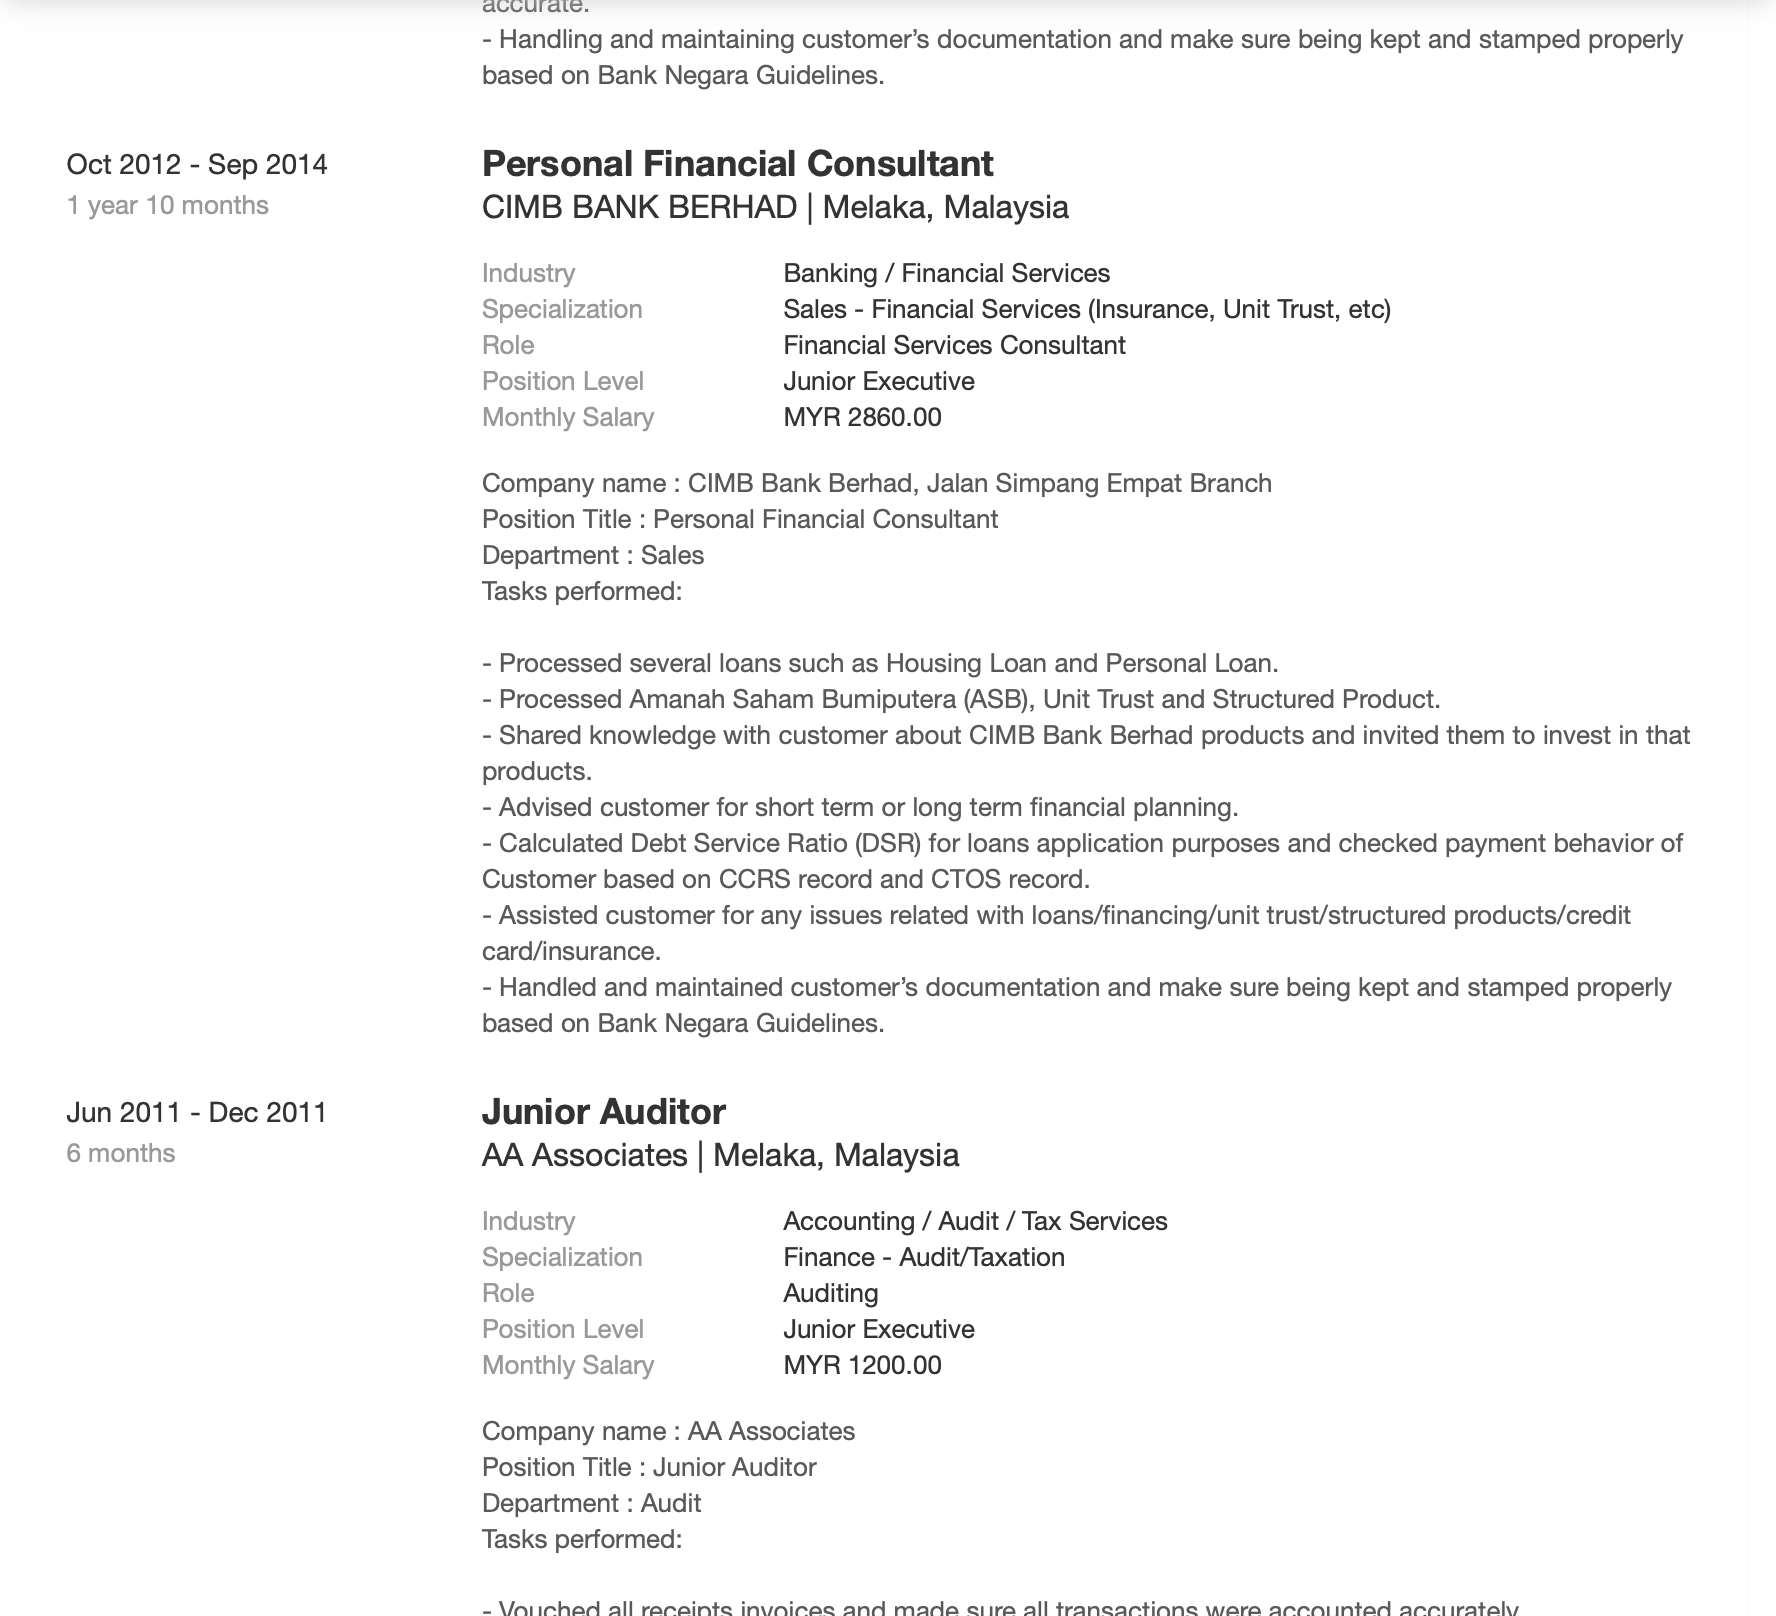 accurate.
- Handling and maintaining customer’s documentation and make sure being kept and stamped properly
based on Bank Negara Guidelines.
Oct 2012 - Sep 2014
1 year 10 months
Personal Financial Consultant
CIMB BANK BERHAD | Melaka, Malaysia
Industry Banking / Financial Services
Specialization Sales - Financial Services (Insurance, Unit Trust, etc)
Role Financial Services Consultant
Position Level Junior Executive
Monthly Salary MYR 2860.00
Company name : CIMB Bank Berhad, Jalan Simpang Empat Branch
Position Title : Personal Financial Consultant
Department : Sales
Tasks performed:
- Processed several loans such as Housing Loan and Personal Loan.
- Processed Amanah Saham Bumiputera (ASB), Unit Trust and Structured Product.
- Shared knowledge with customer about CIMB Bank Berhad products and invited them to invest in that
products.
- Advised customer for short term or long term financial planning.
- Calculated Debt Service Ratio (DSR) for loans application purposes and checked payment behavior of
Customer based on CCRS record and CTOS record.
- Assisted customer for any issues related with loans/financing/unit trust/structured products/credit
card/insurance.
- Handled and maintained customer’s documentation and make sure being kept and stamped properly
based on Bank Negara Guidelines.
Jun 2011 - Dec 2011
6 months
Junior Auditor
AA Associates | Melaka, Malaysia
Industry Accounting / Audit / Tax Services
Specialization Finance - Audit/Taxation
Role Auditing
Position Level Junior Executive
Monthly Salary MYR 1200.00
Company name : AA Associates
Position Title : Junior Auditor
Department : Audit
Tasks performed:
- Vouched all receipts invoices and made sure all transactions were accounted accurately